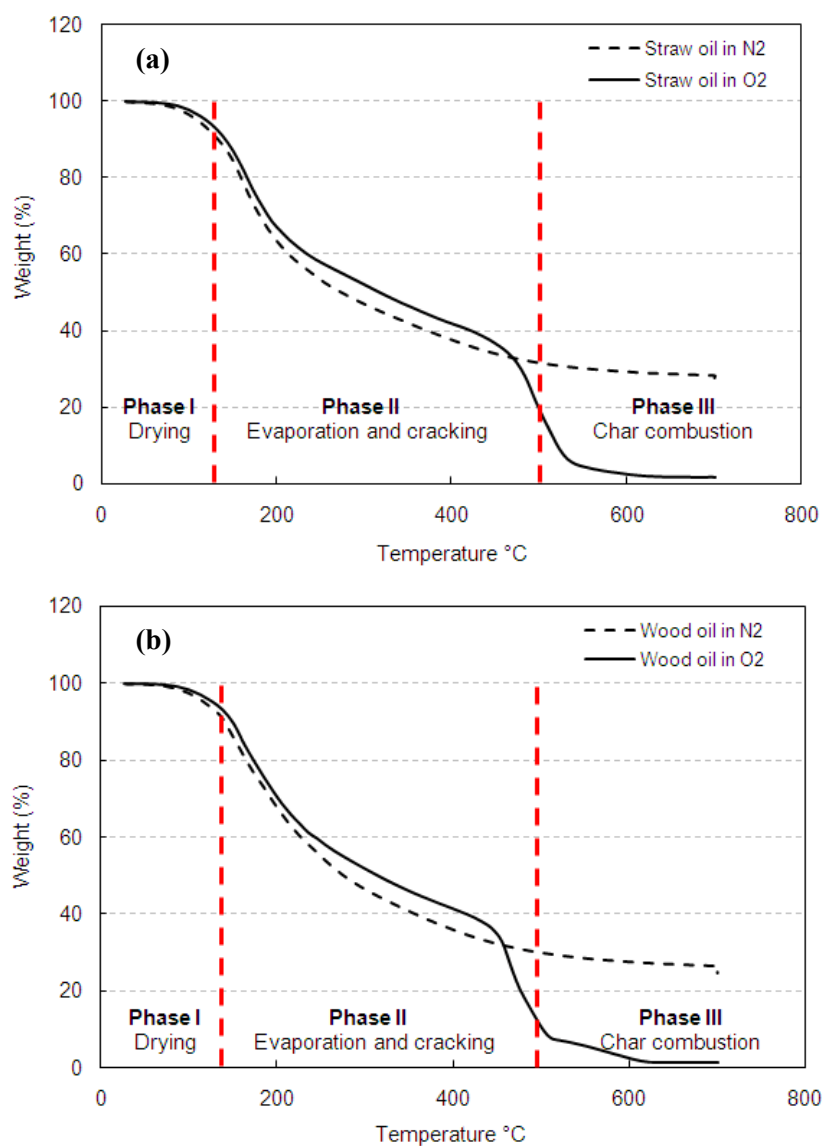 120
100
80
60
40
20
0
Weight (%)
(a)
Straw oil in N2
Straw oil in O2
Phase I
Drying
Phase II
Evaporation and cracking
Phase III
Char combustion
0
200
400
600
800
Temperature °C
120
100
80
60
40
20
0
Weight (%)
(b)
Wood oil in N2
Wood oil in O2
Phase I
Drying
Phase II
Evaporation and cracking
Phase III
Char combustion
0
200
400
600
800
Temperature °C